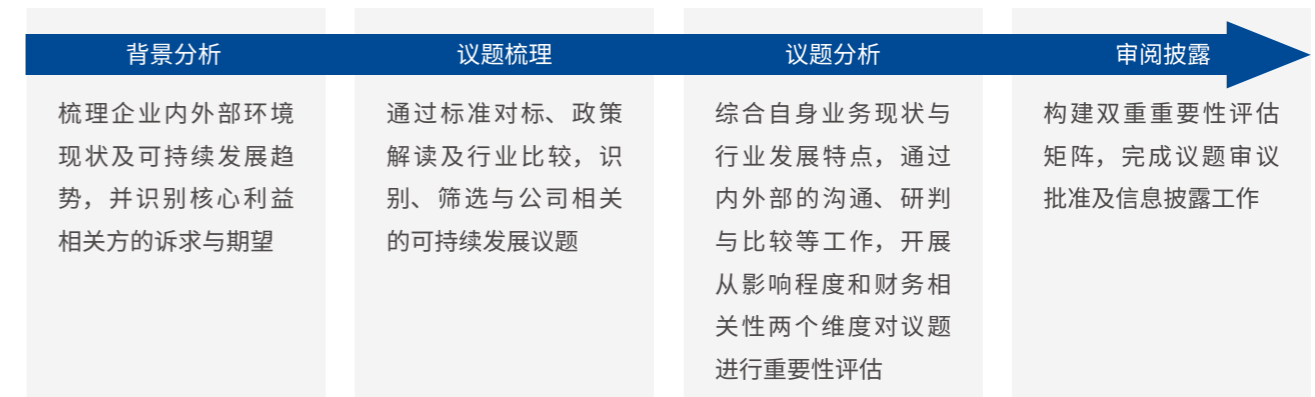 背景分析
梳理企业内外部环境
现状及可持续发展趋
势，并识别核心利益
相关方的诉求与期望
议题梳理
通过标准对标、政策
解读及行业比较，识
别、筛选与公司相关
的可持续发展议题
议题分析
综合自身业务现状与
行业发展特点，通过
内外部的沟通、研判
与比较等工作，开展
从影响程度和财务相
关性两个维度对议题
进行重要性评估
审阅披露
构建双重重要性评估
矩阵，完成议题审议
批准及信息披露工作